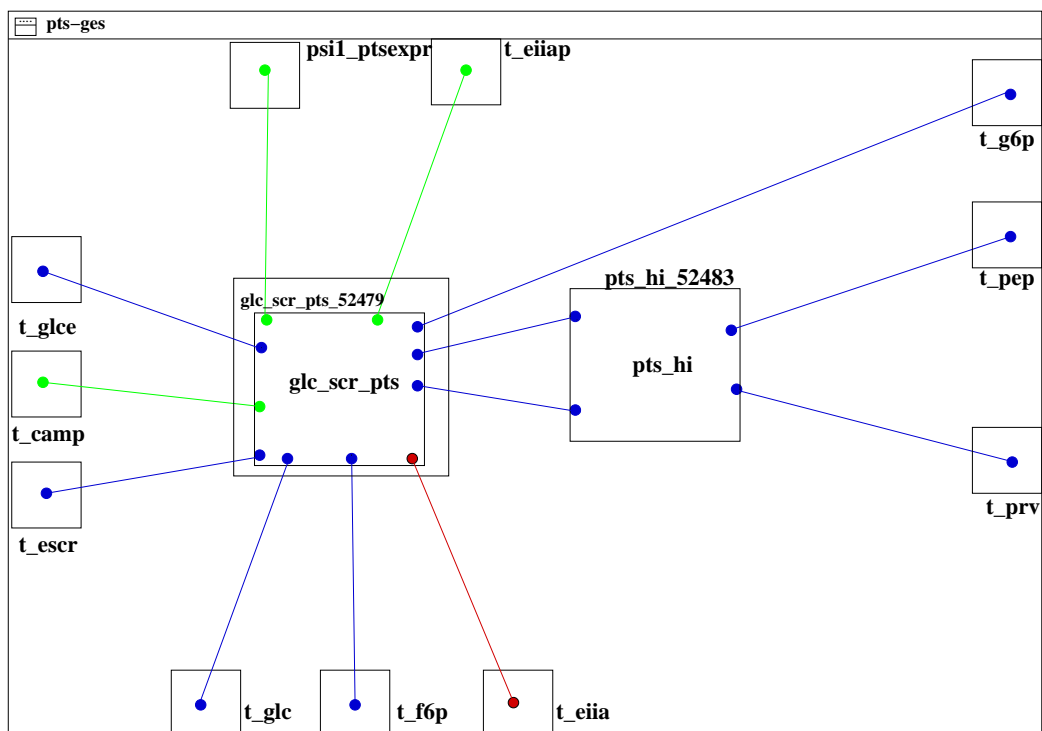 pts-ges
psi1_ptsexpr
t_eiiap
t_g6p
t_pep
pts_hi_52483
glc_scr_pts_52479
t_glce
pts_hi
glc_scr_pts
t_camp
t_prv
t_escr
t_glc
t_f6p
t_eiia